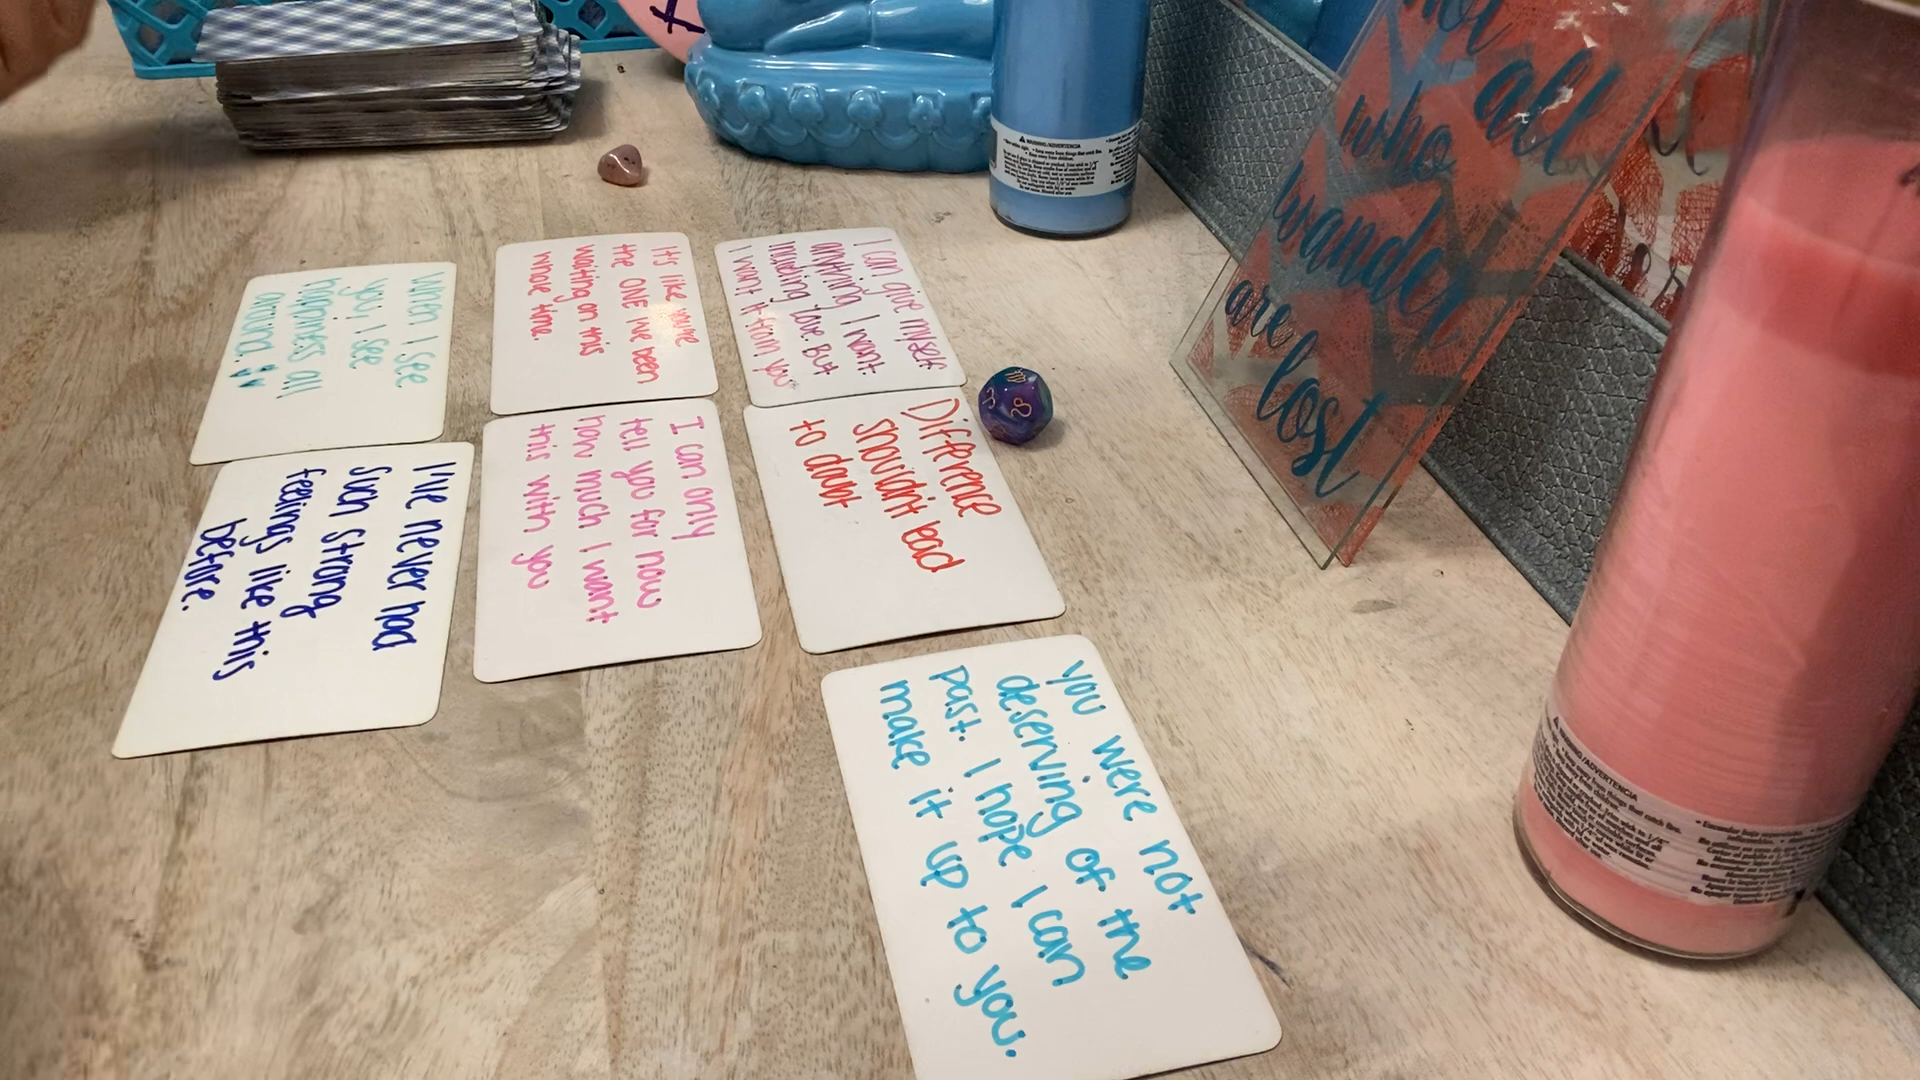 When I see
you I see
happiness all
around.
It's like you're
the ONE I've been
waiting on this
whole time.
I can give myself
anything I want.
Including love. But
I want it from you
I've never had
such strong
feelings like this
before.
I can only
tell you for now
how much I want
this with you
Difference
shouldn't lead
to doubt
you were not
deserving of the
past. I hope I can
make it up to you.
all
who
wander
are
lost
WARNING/ADVERTENCIA
WARNING/ADVERTENCIA